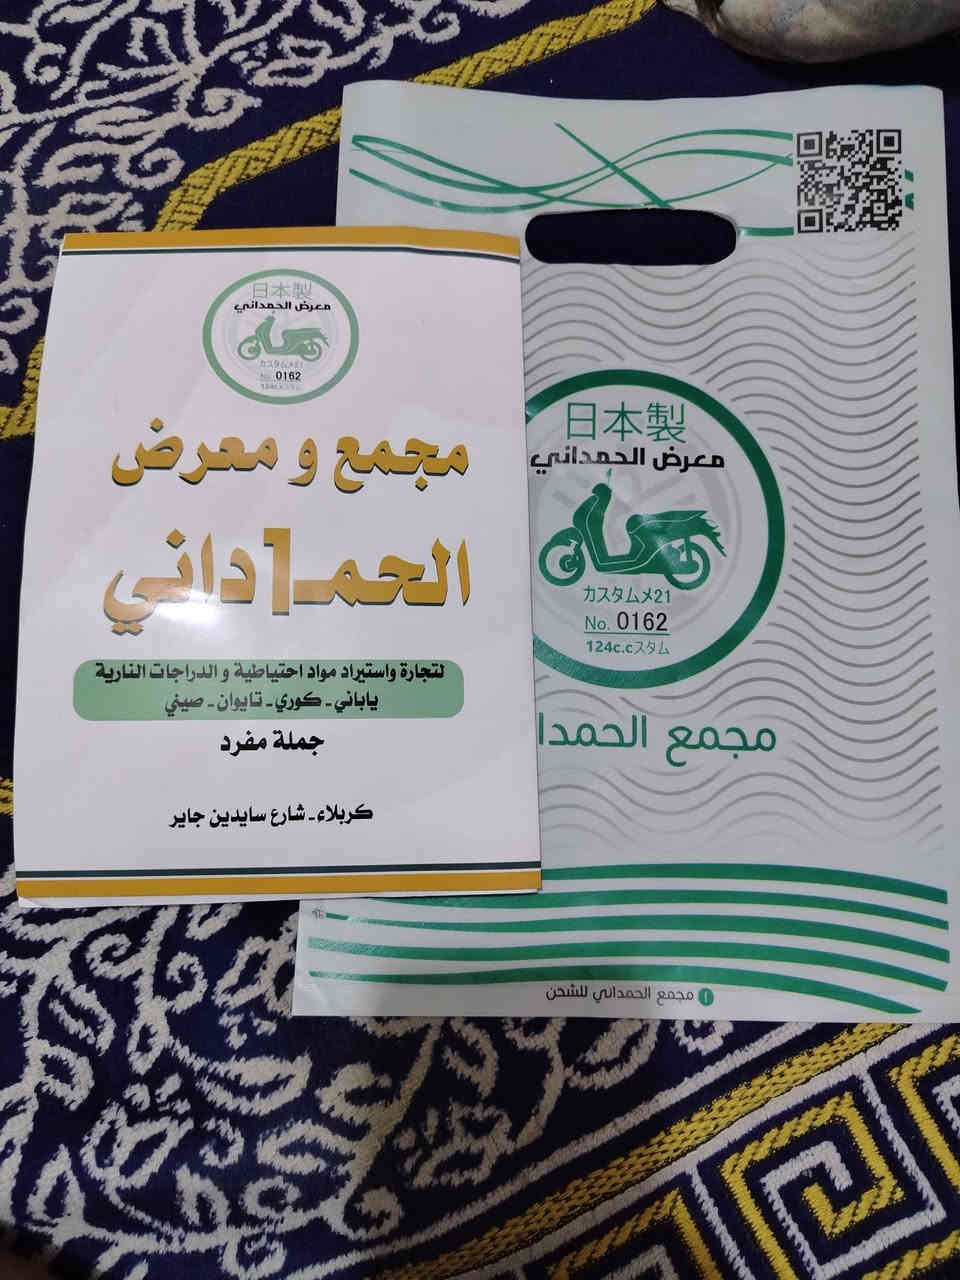 日本製
معرض الحمداني
カスタムメ21
No. 0162
124c.cスタム
مجمع و معرض
الحمـ1داني
لتجارة واستيراد مواد احتياطية و الدراجات النارية
ياباني - كوري - تايوان - صيني
جملة مفرد
كربلاء - شارع سايدين جاير
日本製
معرض الحمداني
カスタムメ21
No. 0162
124c.cスタム
مجمع الحمدا
مجمع الحمداني للشحن